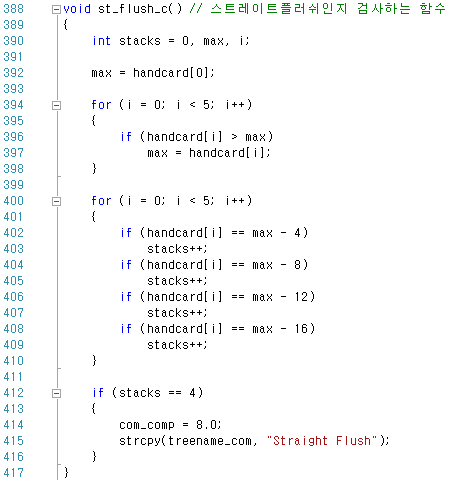 388 void st_flush_c() // 스트레이트플러쉬인지 검사하는 함수
389 {
390 int stacks = 0, max, i;
391
392 max = handcard[0];
393
394 for (i = 0; i < 5; i++)
395 {
396 if (handcard[i] > max)
397 max = handcard[i];
398 }
399
400 for (i = 0; i < 5; i++)
401 {
402 if (handcard[i] == max - 4)
403 stacks++;
404 if (handcard[i] == max - 8)
405 stacks++;
406 if (handcard[i] == max - 12)
407 stacks++;
408 if (handcard[i] == max - 16)
409 stacks++;
410 }
411
412 if (stacks == 4)
413 {
414 com_comp = 8.0;
415 strcpy(treename_com, "Straight Flush");
416 }
417 }